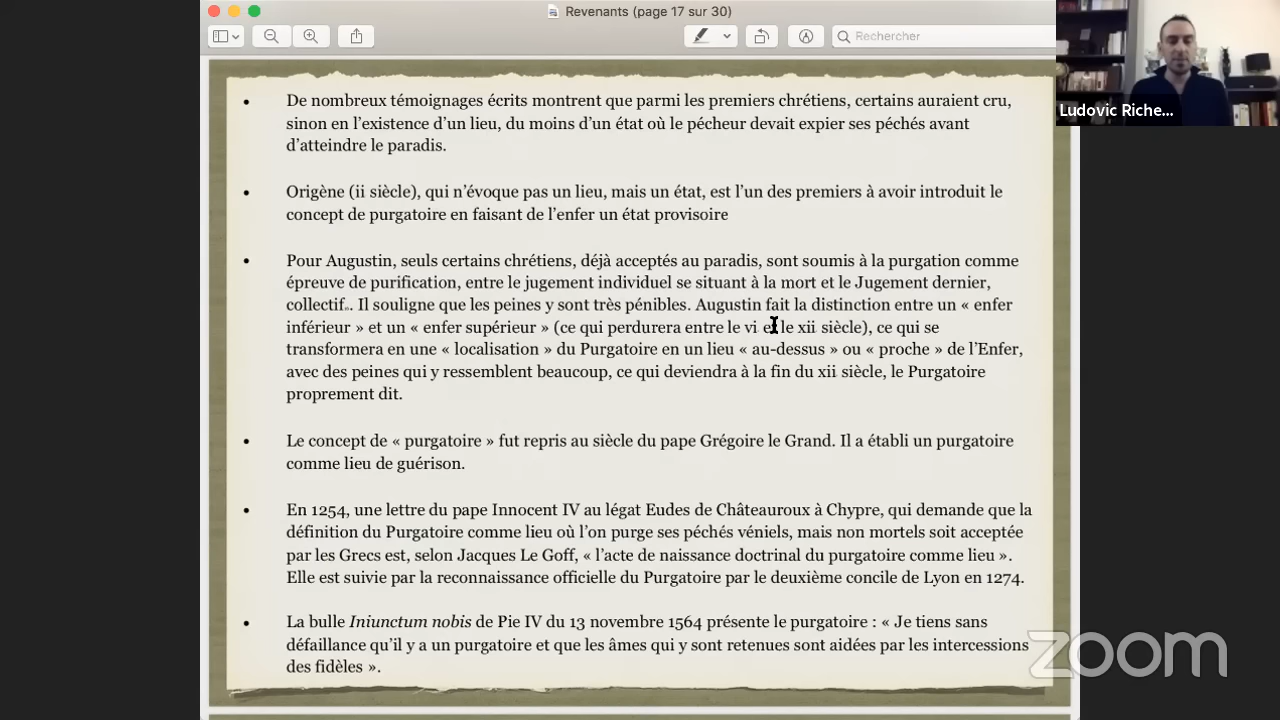 Revenants (page 17 sur 30)
Rechercher
Ludovic Riche...
• De nombreux témoignages écrits montrent que parmi les premiers chrétiens, certains auraient cru,
sinon en l’existence d’un lieu, du moins d’un état où le pécheur devait expier ses péchés avant
d’atteindre le paradis.
• Origène (ii siècle), qui n’évoque pas un lieu, mais un état, est l’un des premiers à avoir introduit le
concept de purgatoire en faisant de l’enfer un état provisoire
• Pour Augustin, seuls certains chrétiens, déjà acceptés au paradis, sont soumis à la purgation comme
épreuve de purification, entre le jugement individuel se situant à la mort et le Jugement dernier,
collectif.. Il souligne que les peines y sont très pénibles. Augustin fait la distinction entre un « enfer
inférieur » et un « enfer supérieur » (ce qui perdurera entre le vi et le xii siècle), ce qui se
transformera en une « localisation » du Purgatoire en un lieu « au-dessus » ou « proche » de l’Enfer,
avec des peines qui y ressemblent beaucoup, ce qui deviendra à la fin du xii siècle, le Purgatoire
proprement dit.
• Le concept de « purgatoire » fut repris au siècle du pape Grégoire le Grand. Il a établi un purgatoire
comme lieu de guérison.
• En 1254, une lettre du pape Innocent IV au légat Eudes de Châteauroux à Chypre, qui demande que la
définition du Purgatoire comme lieu où l’on purge ses péchés véniels, mais non mortels soit acceptée
par les Grecs est, selon Jacques Le Goff, « l’acte de naissance doctrinal du purgatoire comme lieu ».
Elle est suivie par la reconnaissance officielle du Purgatoire par le deuxième concile de Lyon en 1274.
• La bulle Iniunctum nobis de Pie IV du 13 novembre 1564 présente le purgatoire : « Je tiens sans
défaillance qu’il y a un purgatoire et que les âmes qui y sont retenues sont aidées par les intercessions
des fidèles ».
zoom